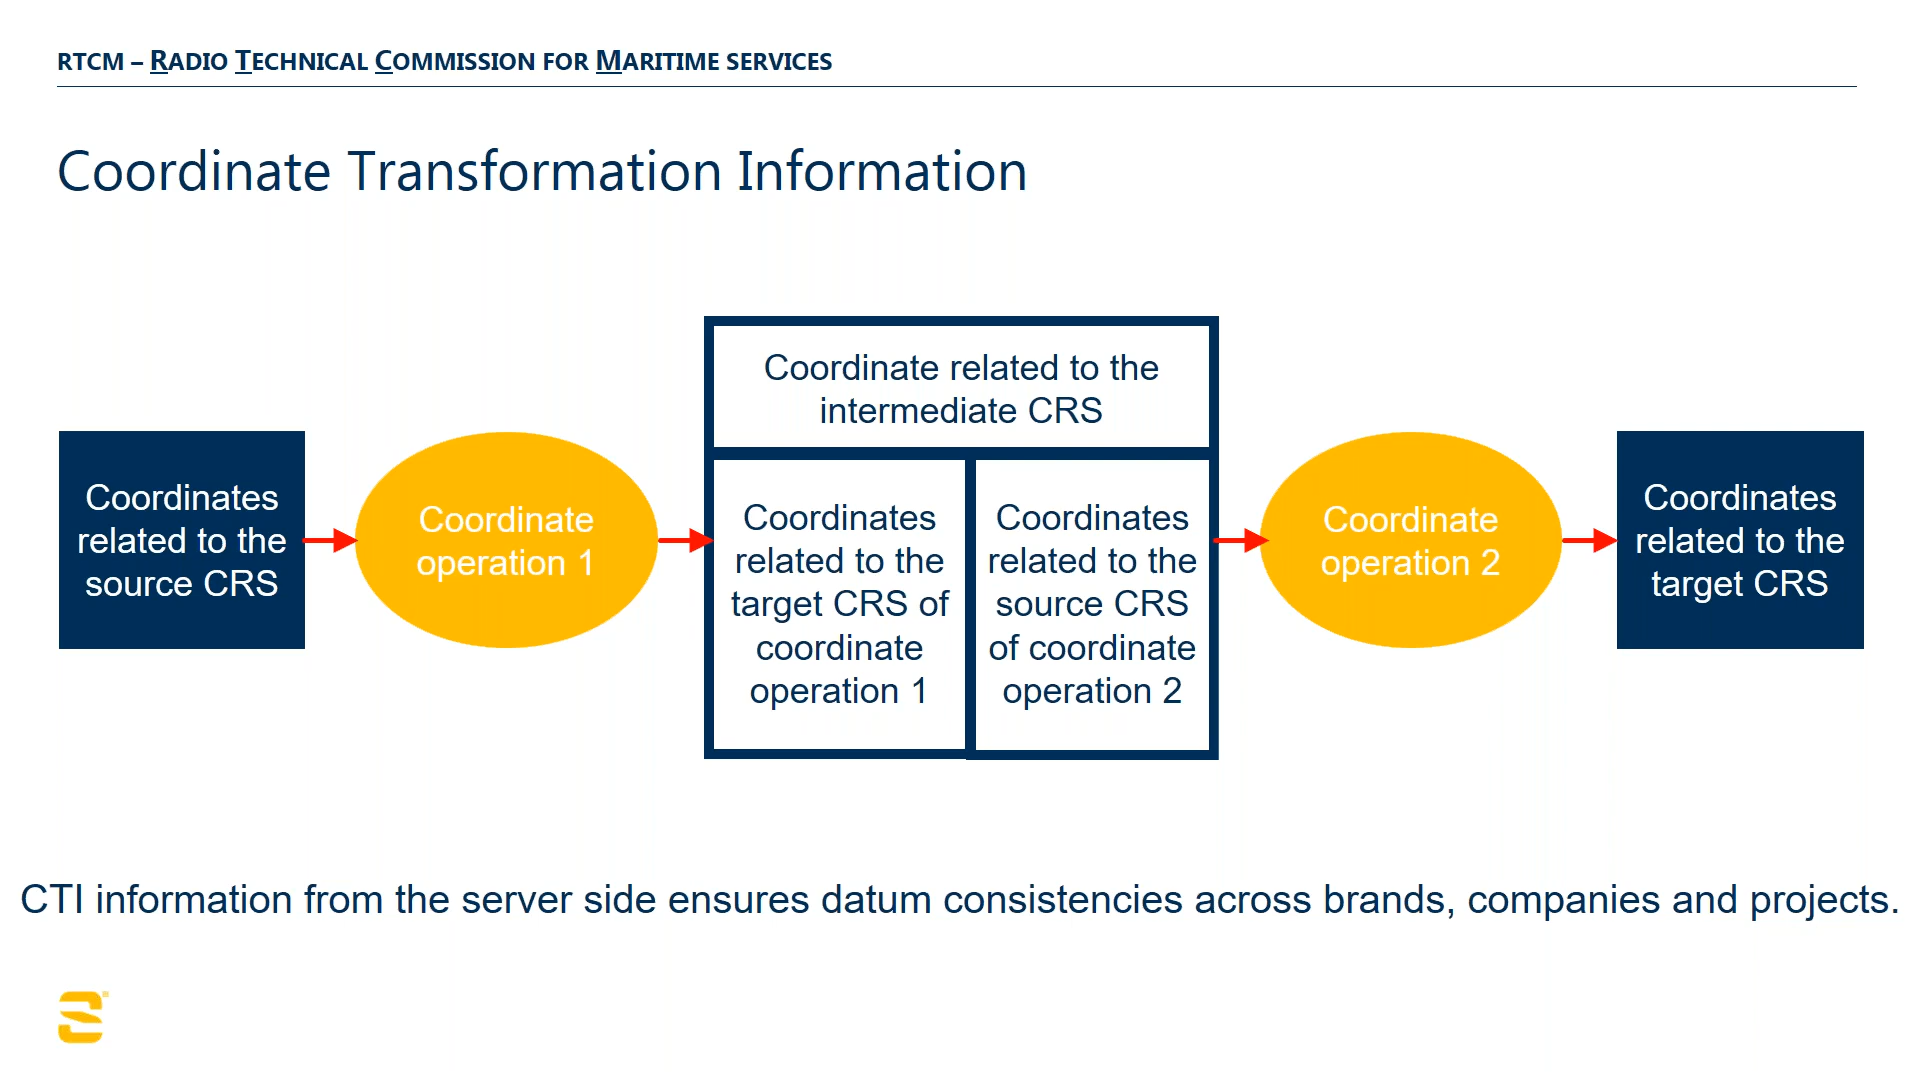 RTCM – RADIO TECHNICAL COMMISSION FOR MARITIME SERVICES
Coordinate Transformation Information
Coordinates
related to the
source CRS
Coordinate
operation 1
Coordinate related to the
intermediate CRS
Coordinates
related to the
target CRS of
coordinate
operation 1
Coordinates
related to the
source CRS
of coordinate
operation 2
Coordinate
operation 2
Coordinates
related to the
target CRS
CTI information from the server side ensures datum consistencies across brands, companies and projects.